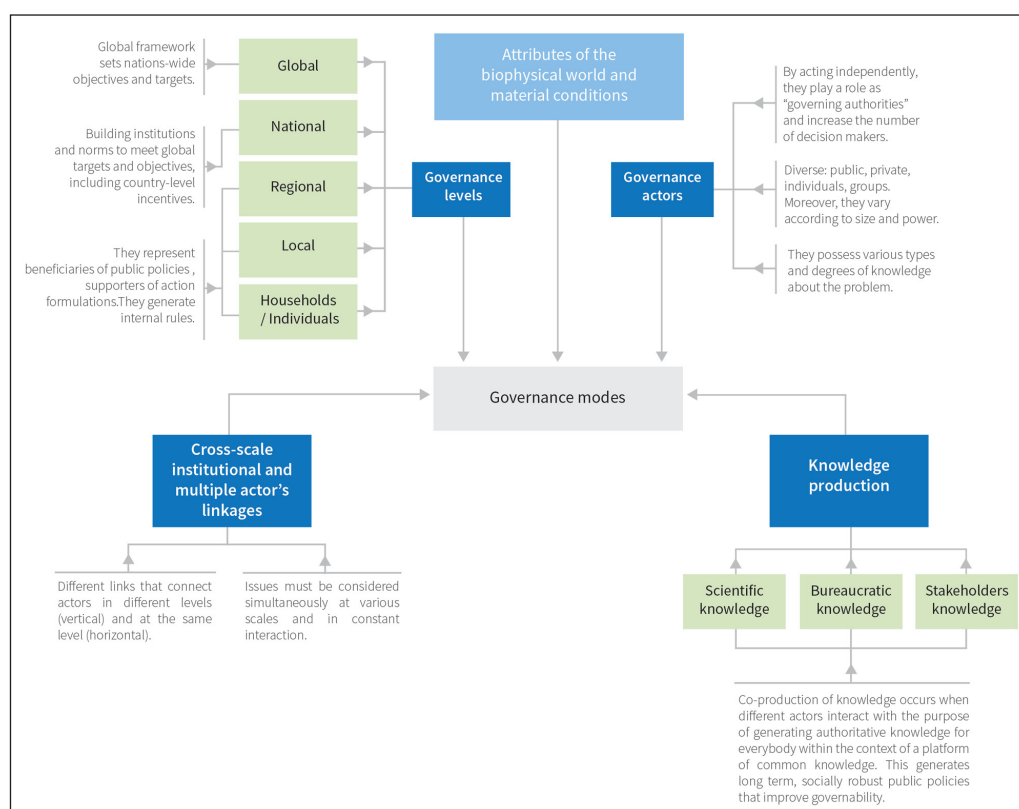 Global framework
sets nations-wide
objectives and targets.
Building institutions
and norms to meet global
targets and objectives,
including country-level
incentives.
They represent
beneficiaries of public policies ,
supporters of action
formulations.They generate
internal rules.
Global
National
Regional
Local
Households
/ Individuals
Governance
levels
Attributes of the
biophysical world and
material conditions
Governance
actors
By acting independently,
they play a role as
“governing authorities”
and increase the number
of decision makers.
Diverse: public, private,
individuals, groups.
Moreover, they vary
according to size and power.
They possess various types
and degrees of knowledge
about the problem.
Governance modes
Cross-scale
institutional and
multiple actor’s
linkages
Different links that connect
actors in different levels
(vertical) and at the same
level (horizontal).
Issues must be considered
simultaneously at various
scales and in constant
interaction.
Knowledge
production
Scientific
knowledge
Bureaucratic
knowledge
Stakeholders
knowledge
Co-production of knowledge occurs when
different actors interact with the purpose
of generating authoritative knowledge for
everybody within the context of a platform
of common knowledge. This generates
long term, socially robust public policies
that improve governability.